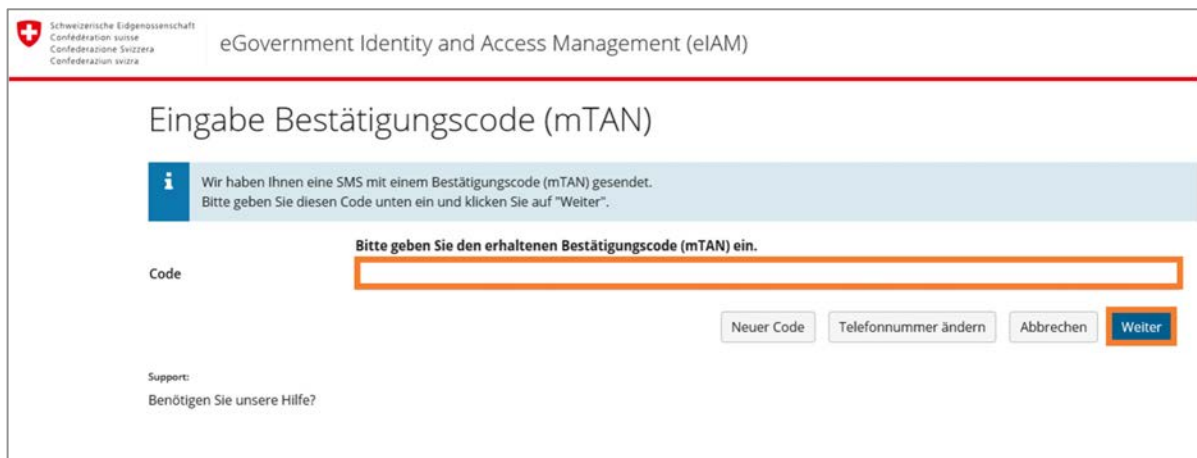 Schweizerische Eidgenossenschaft
Confédération suisse
Confederazione Svizzera
Confederaziun svizra
eGovernment Identity and Access Management (eIAM)
Eingabe Bestätigungscode (mTAN)
i
Wir haben Ihnen eine SMS mit einem Bestätigungscode (mTAN) gesendet.
Bitte geben Sie diesen Code unten ein und klicken Sie auf "Weiter".
Bitte geben Sie den erhaltenen Bestätigungscode (mTAN) ein.
Code
Neuer Code Telefonnummer ändern Abbrechen Weiter
Support:
Benötigen Sie unsere Hilfe?